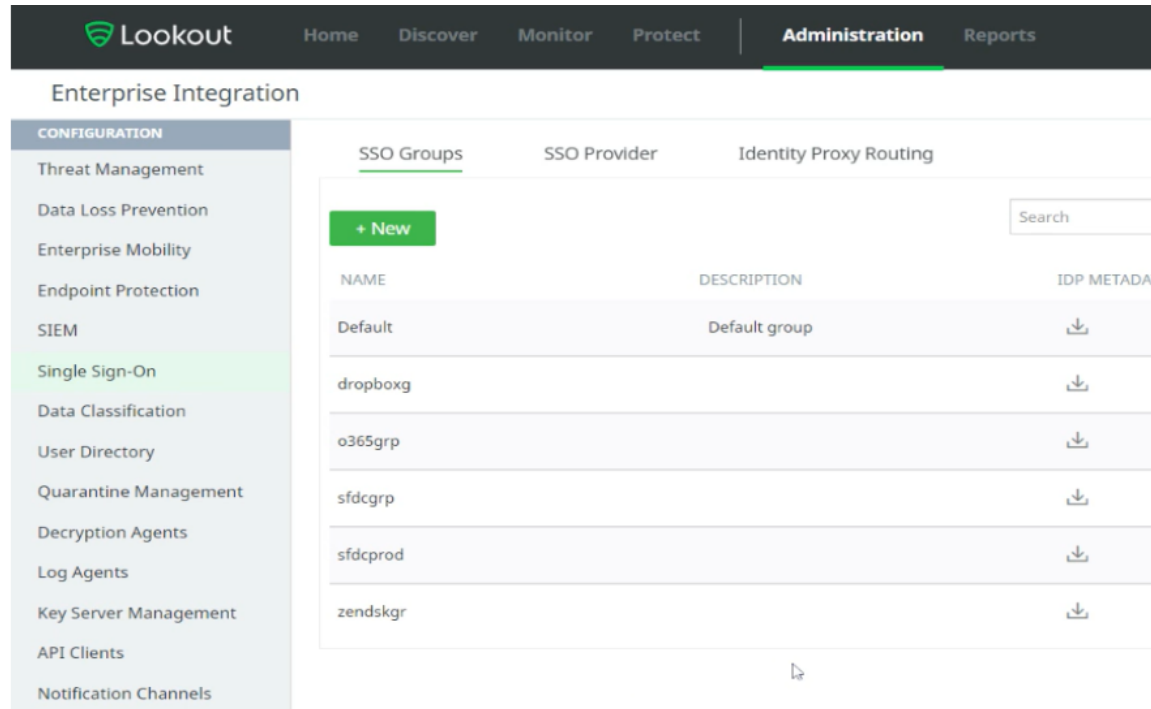 Lookout Home Discover Monitor Protect Administration Reports
Enterprise Integration
CONFIGURATION
Threat Management
Data Loss Prevention
Enterprise Mobility
Endpoint Protection
SIEM
Single Sign-On
Data Classification
User Directory
Quarantine Management
Decryption Agents
Log Agents
Key Server Management
API Clients
Notification Channels
SSO Groups SSO Provider Identity Proxy Routing
+ New Search
NAME DESCRIPTION IDP METADA
Default Default group
dropboxg
o365grp
sfdcgrp
sfdcprod
zendskgr